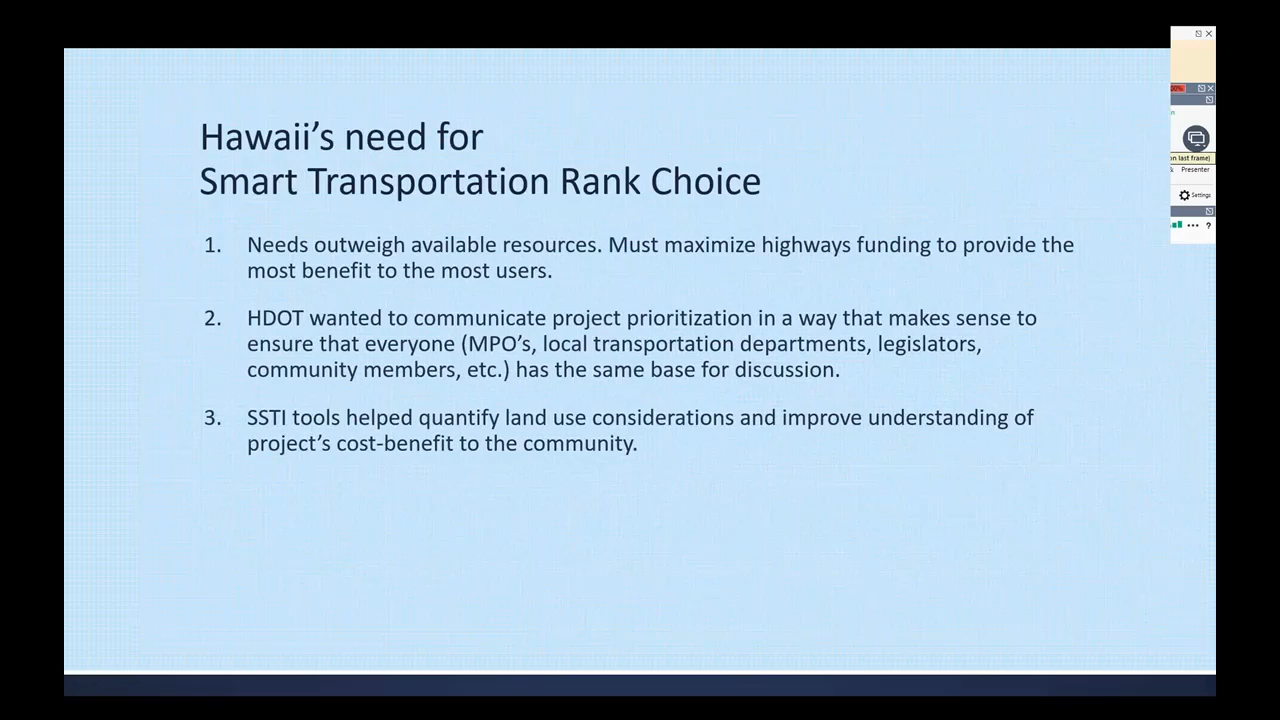 Hawaii's need for
Smart Transportation Rank Choice
1. Needs outweigh available resources. Must maximize highways funding to provide the
most benefit to the most users.
2. HDOT wanted to communicate project prioritization in a way that makes sense to
ensure that everyone (MPO's, local transportation departments, legislators,
community members, etc.) has the same base for discussion.
3. SSTI tools helped quantify land use considerations and improve understanding of
project's cost-benefit to the community.
last frame)
Presenter
Settings
?